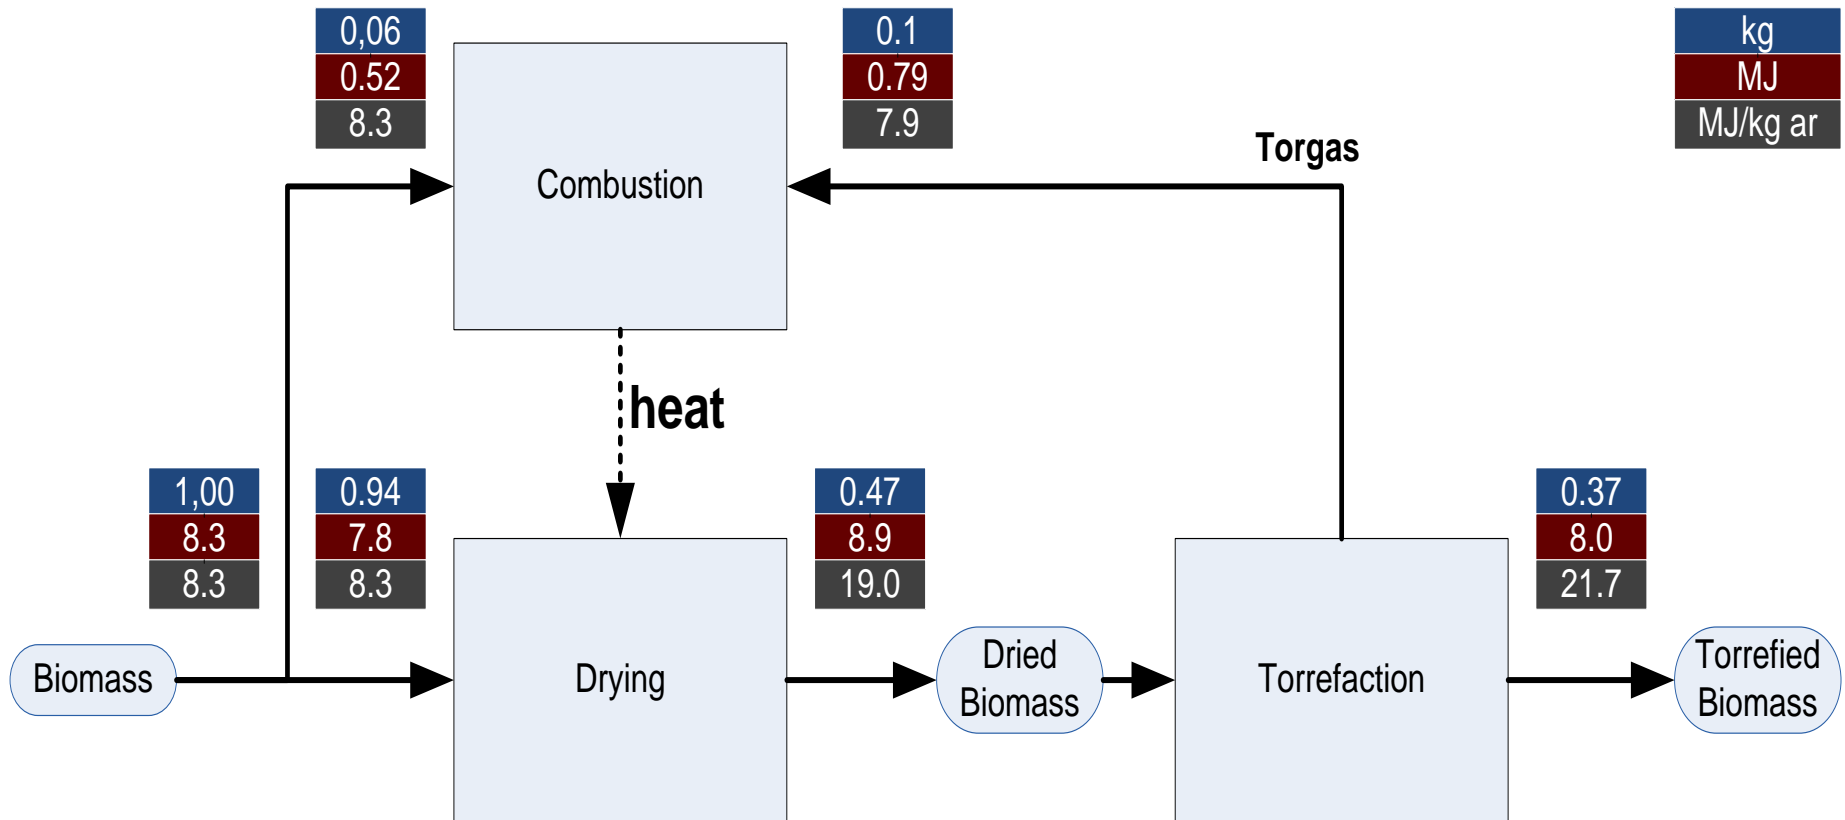 0,06
0.52
8.3
0.1
0.79
7.9
kg
MJ
MJ/kg ar
Torgas
Combustion
heat
1,00
8.3
8.3
0.94
7.8
8.3
0.47
8.9
19.0
0.37
8.0
21.7
Biomass
Drying
Dried
Biomass
Torrefaction
Torrefied
Biomass